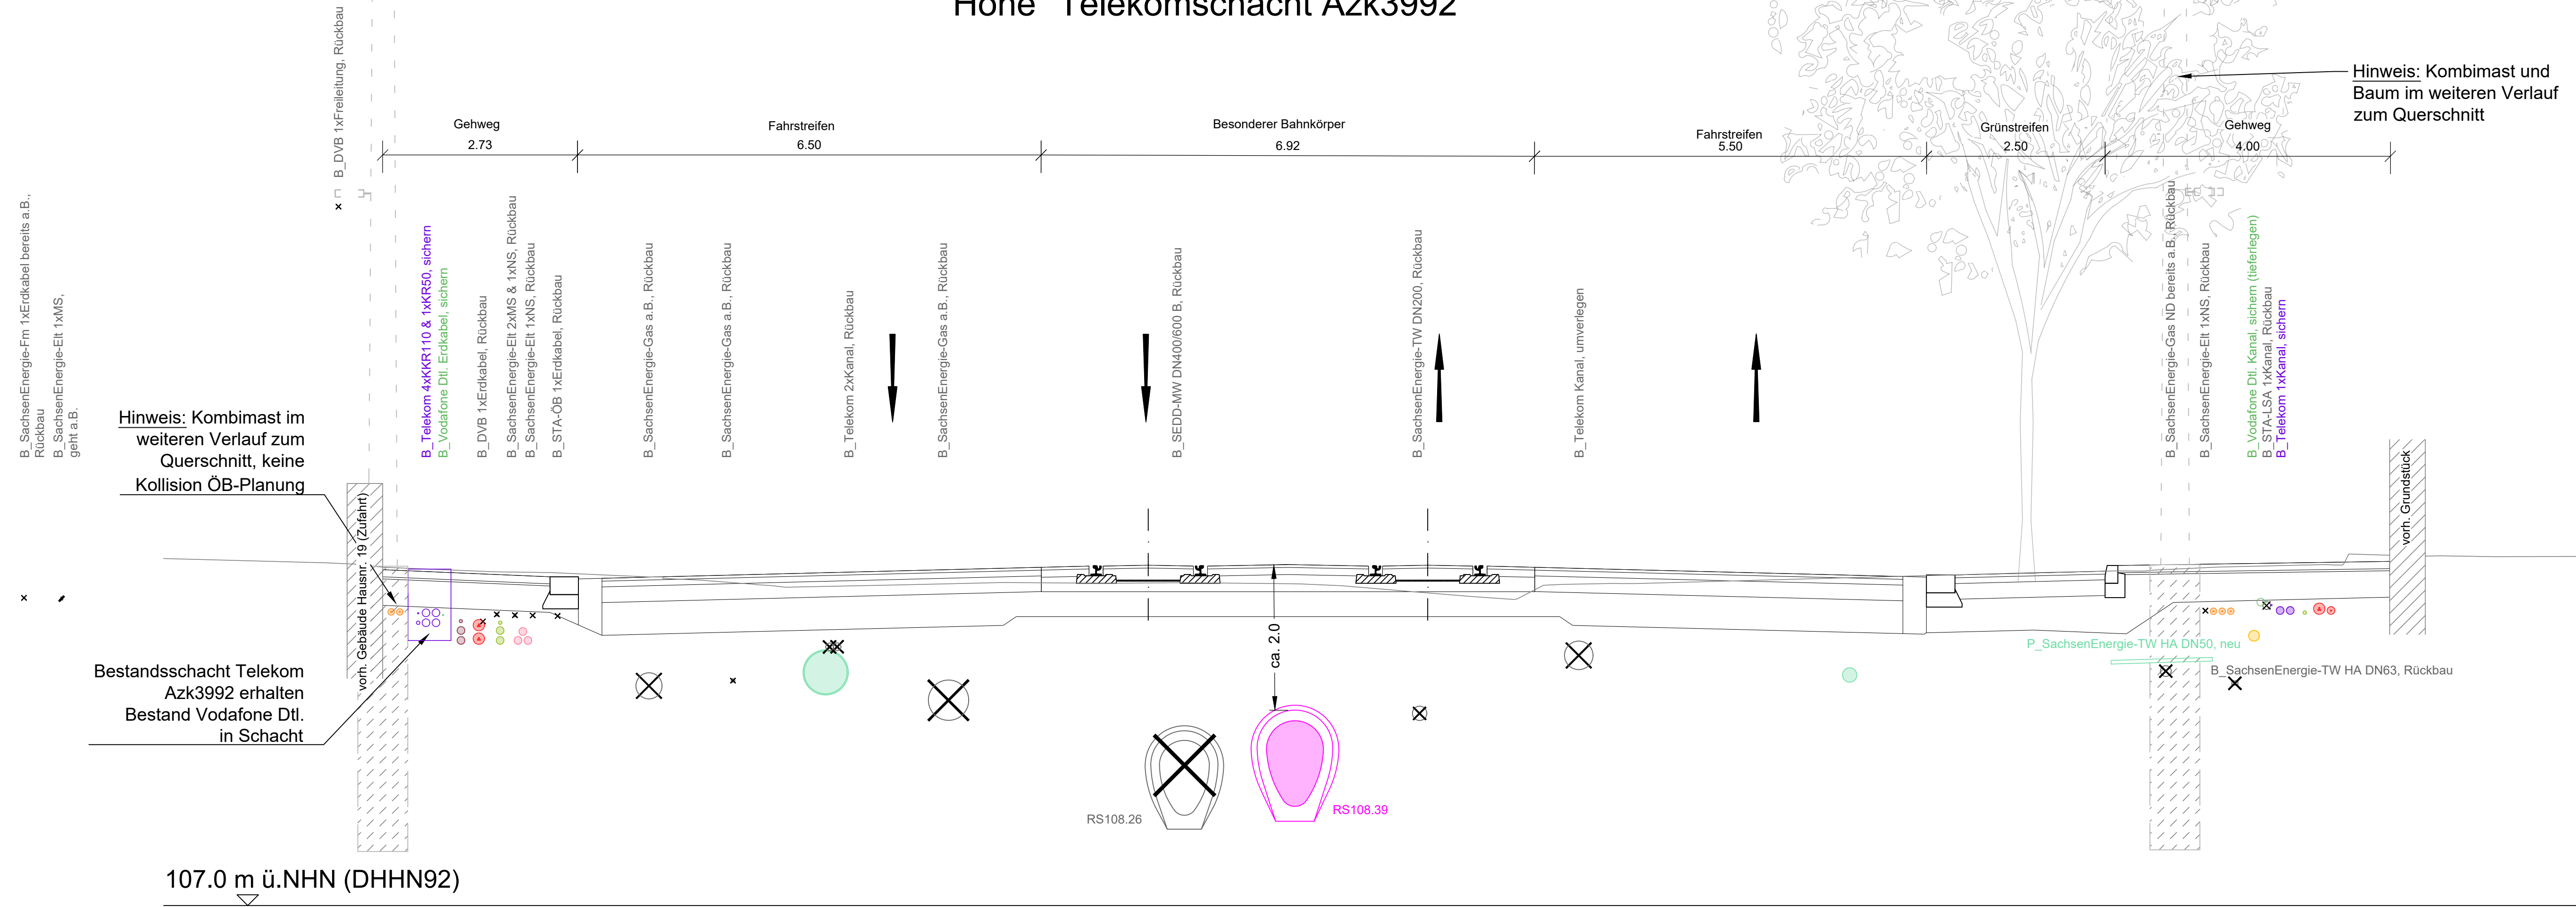 Höhe "Telekomschacht Azk3992"
B_DVB 1xFreileitung, Rückbau
Hinweis: Kombimast und
Baum im weiteren Verlauf
zum Querschnitt
Gehweg
2.73
Fahrstreifen
6.50
Besonderer Bahnkörper
6.92
Fahrstreifen
5.50
Grünstreifen
2.50
Gehweg
4.00
B_SachsenEnergie-Fm 1xErdkabel bereits a.B.,
Rückbau
B_SachsenEnergie-Elt 1xMS,
geht a.B.
B_Telekom 4xKKR110 & 1xKR50, sichern
B_Vodafone Dtl. Erdkabel, sichern
B_DVB 1xErdkabel, Rückbau
B_SachsenEnergie-Elt 2xMS & 1xNS, Rückbau
B_SachsenEnergie-Elt 1xNS, Rückbau
B_STA-ÖB 1xErdkabel, Rückbau
B_SachsenEnergie-Gas a.B., Rückbau
B_SachsenEnergie-Gas a.B., Rückbau
B_Telekom 2xKanal, Rückbau
B_SachsenEnergie-Gas a.B., Rückbau
B_SEDD-MW DN400/600 B, Rückbau
B_SachsenEnergie-TW DN200, Rückbau
B_Telekom Kanal, umverlegen
B_SachsenEnergie-Gas ND bereits a.B., Rückbau
B_SachsenEnergie-Elt 1xNS, Rückbau
B_Vodafone Dtl. Kanal, sichern (tieferlegen)
B_STA-LSA 1xKanal, Rückbau
B_Telekom 1xKanal, sichern
Hinweis: Kombimast im
weiteren Verlauf zum
Querschnitt, keine
Kollision ÖB-Planung
vorh. Gebäude Hausnr. 19 (Zufahrt)
vorh. Grundstück
Bestandsschacht Telekom
Azk3992 erhalten
Bestand Vodafone Dtl.
in Schacht
ca. 2.0
P_SachsenEnergie-TW HA DN50, neu
B_SachsenEnergie-TW HA DN63, Rückbau
RS108.26
RS108.39
107.0 m ü.NHN (DHHN92)